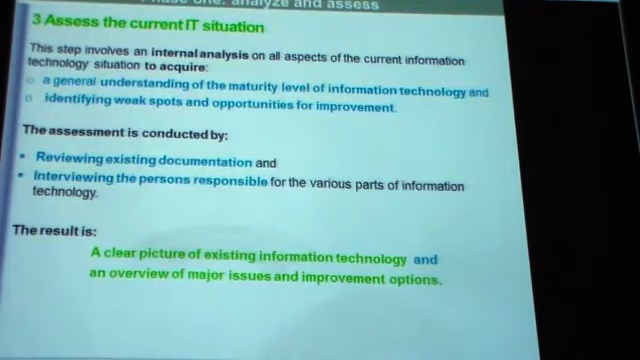 one: analyze and assess
3 Assess the current IT situation
This step involves an internal analysis on all aspects of the current information
technology situation to acquire:
o a general understanding of the maturity level of information technology and
o identifying weak spots and opportunities for improvement.
The assessment is conducted by:
• Reviewing existing documentation and
• Interviewing the persons responsible for the various parts of information
technology.
The result is:
A clear picture of existing information technology and
an overview of major issues and improvement options.